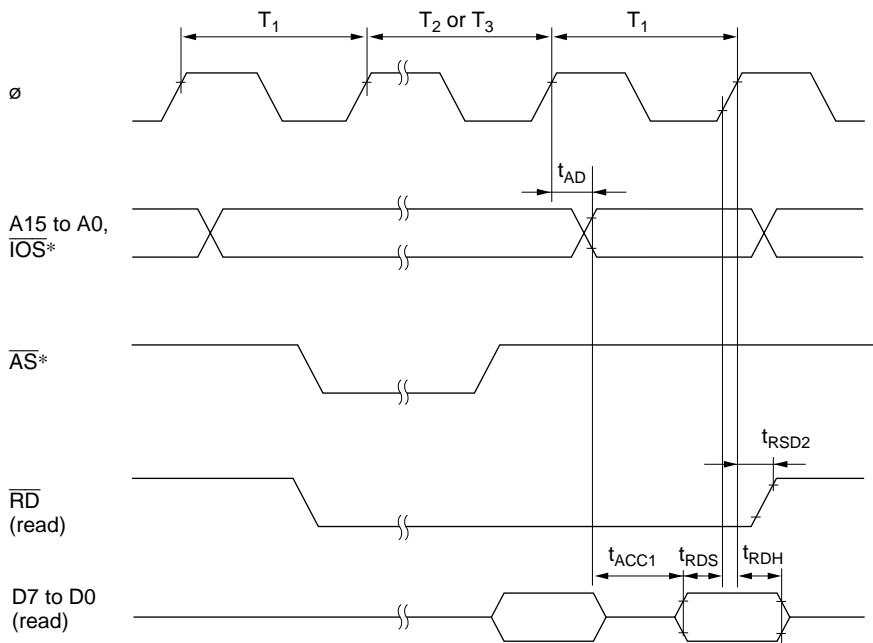 T1 T2 or T3 T1
ø
tAD
A15 to A0,
IOS*
AS*
tRSD2
RD
(read)
tACC1 tRDS tRDH
D7 to D0
(read)